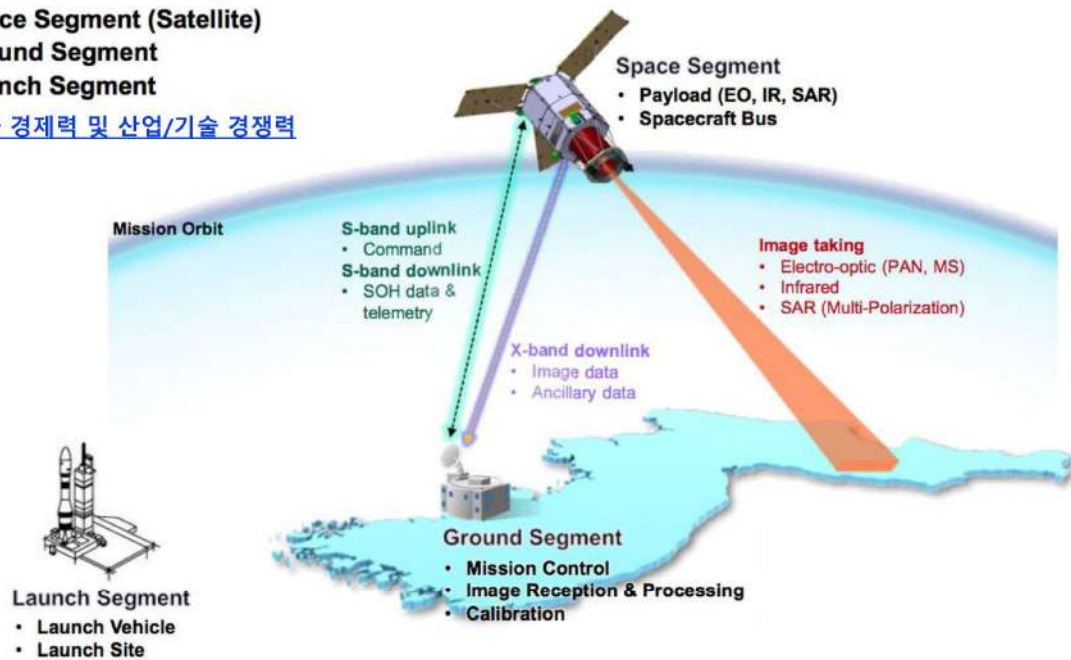 ce Segment (Satellite)
und Segment
nch Segment
경제력 및 산업/기술 경쟁력
Space Segment
• Payload (EO, IR, SAR)
• Spacecraft Bus
Mission Orbit
S-band uplink
• Command
S-band downlink
• SOH data &
telemetry
Image taking
• Electro-optic (PAN, MS)
• Infrared
• SAR (Multi-Polarization)
X-band downlink
• Image data
• Ancillary data
Ground Segment
• Mission Control
• Image Reception & Processing
• Calibration
Launch Segment
• Launch Vehicle
• Launch Site